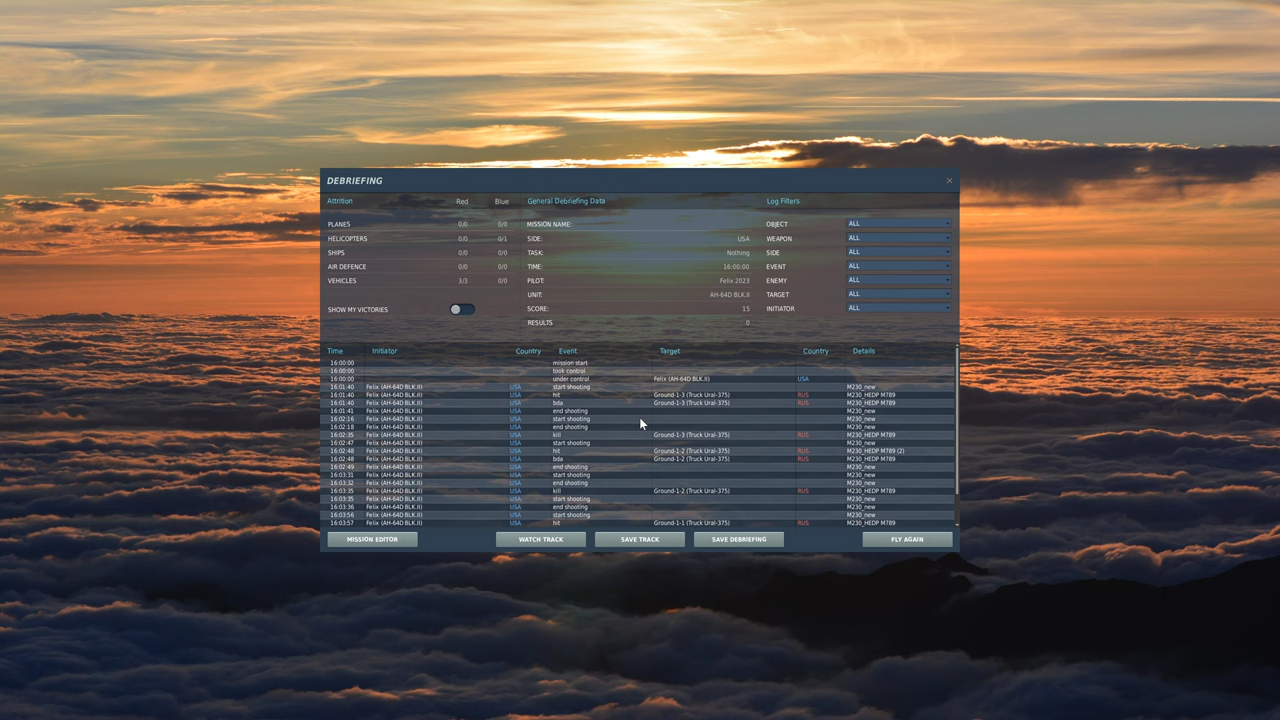 DEBRIEFING
Attrition Red Blue General Debriefing Data Log Filters
PLANES 0/0 0/0 MISSION NAME: OBJECT ALL
HELICOPTERS 0/0 0/1 SIDE: USA WEAPON ALL
SHIPS 0/0 0/0 TASK: Nothing SIDE ALL
AIR DEFENCE 0/0 0/0 TIME: 16:00:00 EVENT ALL
VEHICLES 3/3 0/0 PILOT: Felix 2023 ENEMY ALL
UNIT: AH-64D BLK.II TARGET ALL
SHOW MY VICTORIES SCORE: 15 INITIATOR ALL
RESULTS 0
Time Initiator Country Event Target Country Details
16:00:00 mission start
16:00:00 took control
16:00:00 under control Felix (AH-64D BLK.II) USA
16:01:40 Felix (AH-64D BLK.II) USA start shooting M230_new
16:01:40 Felix (AH-64D BLK.II) USA hit Ground-1-3 (Truck Ural-375) RUS M230_HEDP M789
16:01:40 Felix (AH-64D BLK.II) USA bda Ground-1-3 (Truck Ural-375) RUS M230_HEDP M789
16:01:41 Felix (AH-64D BLK.II) USA end shooting M230_new
16:02:16 Felix (AH-64D BLK.II) USA start shooting M230_new
16:02:18 Felix (AH-64D BLK.II) USA end shooting M230_new
16:02:35 Felix (AH-64D BLK.II) USA kill Ground-1-3 (Truck Ural-375) RUS M230_HEDP M789
16:02:47 Felix (AH-64D BLK.II) USA start shooting M230_new
16:02:48 Felix (AH-64D BLK.II) USA hit Ground-1-2 (Truck Ural-375) RUS M230_HEDP M789 (2)
16:02:48 Felix (AH-64D BLK.II) USA bda Ground-1-2 (Truck Ural-375) RUS M230_HEDP M789
16:02:49 Felix (AH-64D BLK.II) USA end shooting M230_new
16:03:31 Felix (AH-64D BLK.II) USA start shooting M230_new
16:03:32 Felix (AH-64D BLK.II) USA end shooting M230_new
16:03:35 Felix (AH-64D BLK.II) USA kill Ground-1-2 (Truck Ural-375) RUS M230_HEDP M789
16:03:35 Felix (AH-64D BLK.II) USA start shooting M230_new
16:03:36 Felix (AH-64D BLK.II) USA end shooting M230_new
16:03:56 Felix (AH-64D BLK.II) USA start shooting M230_new
16:03:57 Felix (AH-64D BLK.II) USA hit Ground-1-1 (Truck Ural-375) RUS M230_HEDP M789
MISSION EDITOR WATCH TRACK SAVE TRACK SAVE DEBRIEFING FLY AGAIN